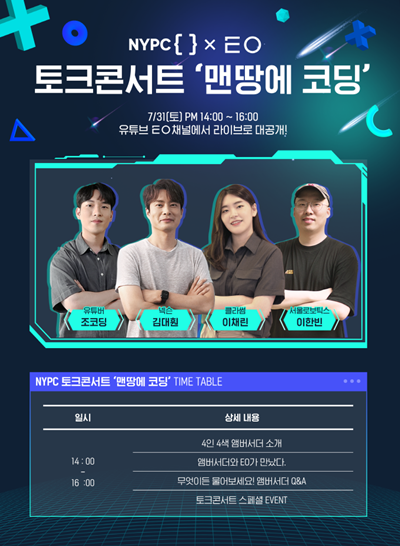 NYPC{ } × EO
토크콘서트 ‘맨땅에 코딩’
7/31(토) PM 14:00 ~ 16:00
유튜브 EO채널에서 라이브로 대공개!
유튜버 넥슨 클라썸 서울로보틱스
조코딩 김대훤 이채린 이한빈
NYPC 토크콘서트 ‘맨땅에 코딩’ TIME TABLE
일시 상세 내용
4인 4색 앰버서더 소개
14 : 00
앰버서더와 EO가 만났다.
~
무엇이든 물어보세요! 앰버서더 Q&A
16 :00
토크콘서트 스페셜 EVENT